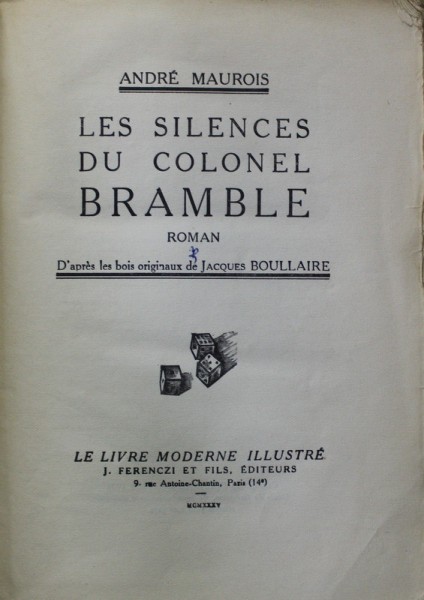 ANDRÉ MAUROIS
LES SILENCES
DU COLONEL
BRAMBLE
ROMAN
D'après les bois originaux de JACQUES BOULLAIRE
LE LIVRE MODERNE ILLUSTRÉ
J. FERENCZI ET FILS, ÉDITEURS
9, rue Antoine-Chantin, Paris (14e)
MCMXXXV